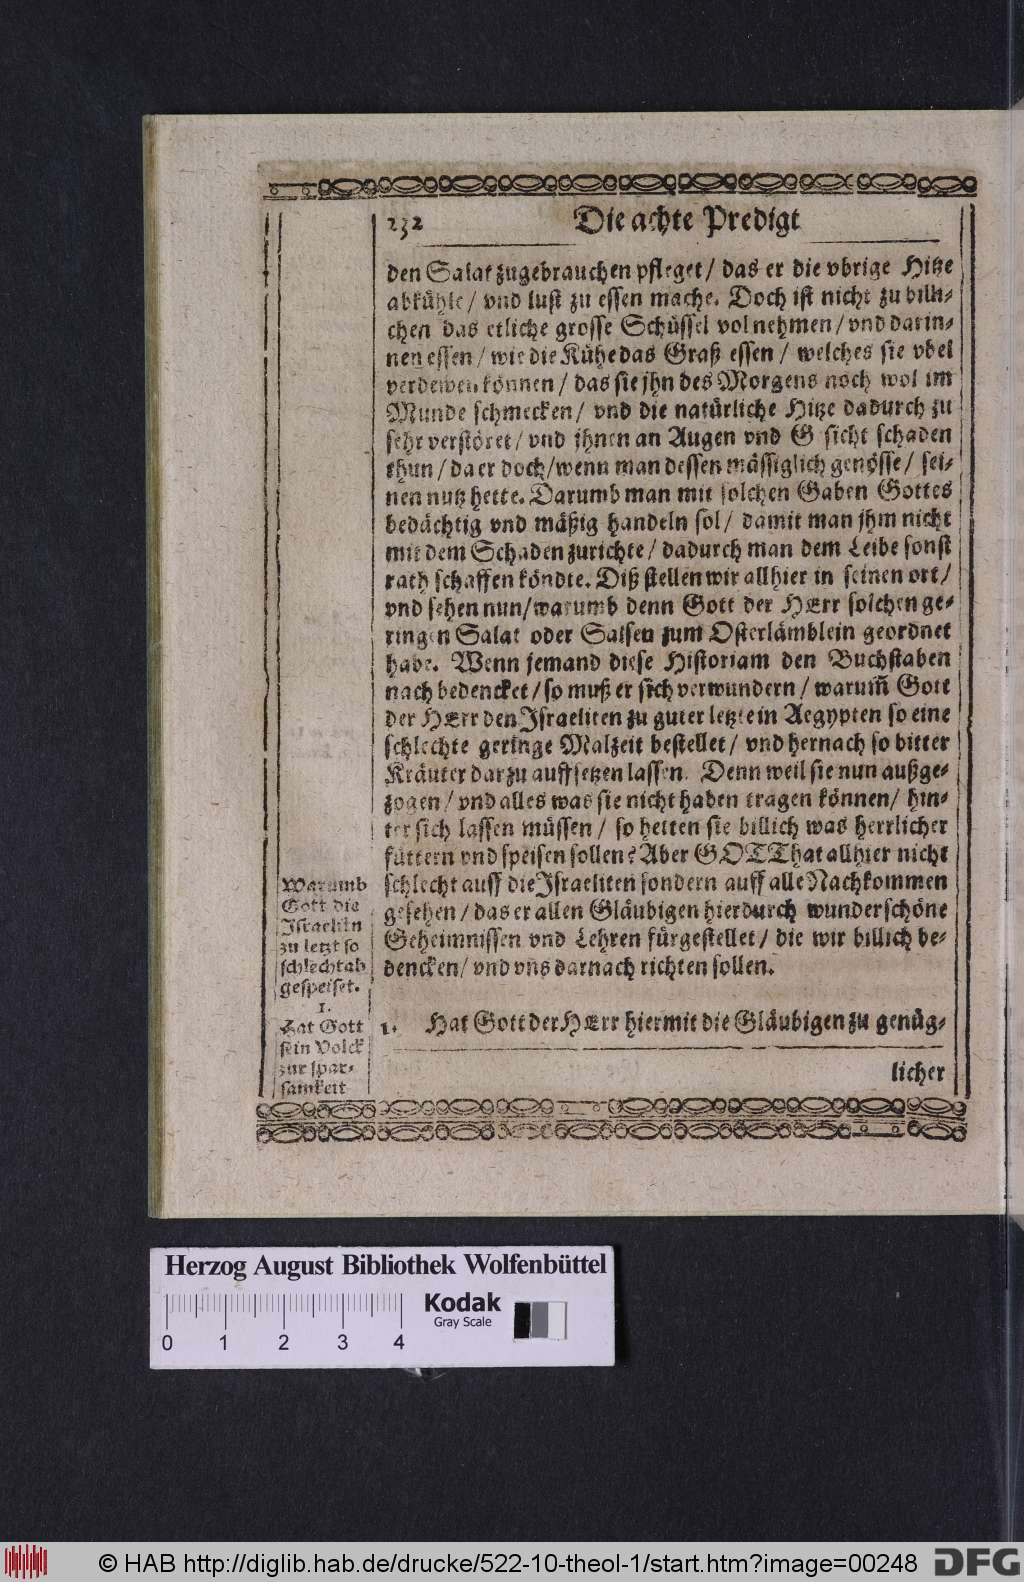 232 Die achte Predigt
den Salat zugebrauchen pfleget / das er die vbrige Hitze
abkühle / vnd lust zu essen mache. Doch ist nicht zu billi-
chen das etliche grosse Schüssel vol nehmen / vnd darin-
nen essen / wie die Kühe das Graß essen / welches sie vbel
verdewen können / das sie jhn des Morgens noch wol im
Munde schmecken / vnd die natürliche Hitze dadurch zu
sehr verstöret / vnd jhnen an Augen vnd G sicht schaden
thun / da er doch / wenn man dessen mässiglich genösse / sei-
nen nutz hette. Darumb man mit solchen Gaben Gottes
bedächtig vnd mäßig handeln sol / damit man jhm nicht
mit dem Schaden zurichte / dadurch man dem Leibe sonst
rath schaffen köndte. Diß stellen wir allhier in seinen ort /
vnd sehen nun / warumb denn Gott der HErr solchen ge-
ringen Salat oder Salsen zum Osterlämblein geordnet
habe. Wenn jemand diese Historiam den Buchstaben
nach bedencket / so muß er sich verwundern / warum̃ Gott
der HErr den Israeliten zu guter letzte in Aegypten so eine
schlechte geringe Malzeit bestellet / vnd hernach so bitter
Kräuter darzu auffsetzen lassen. Denn weil sie nun außge-
zogen / vnd alles was sie nicht haben tragen können / hin-
ter sich lassen müssen / so hetten sie billich was herrlicher
füttern vnd speisen sollen? Aber GOTT hat allhier nicht
schlecht auff die Israeliten sondern auff alle Nachkommen
gesehen / das er allen Gläubigen hierdurch wunderschöne
Geheimnissen vnd Lehren fürgestellet / die wir billich be-
dencken / vnd vns darnach richten sollen.
1. Hat Gott der HErr hiermit die Gläubigen zu genüg-
licher
Warumb
Gott die
Israeliten
zu letzt so
schlecht ab
gespeiset.
1.
Hat Gott
sein Volck
zur spar-
samkeit
Herzog August Bibliothek Wolfenbüttel
Kodak
Gray Scale
0 1 2 3 4
© HAB http://diglib.hab.de/drucke/522-10-theol-1/start.htm?image=00248
DFG